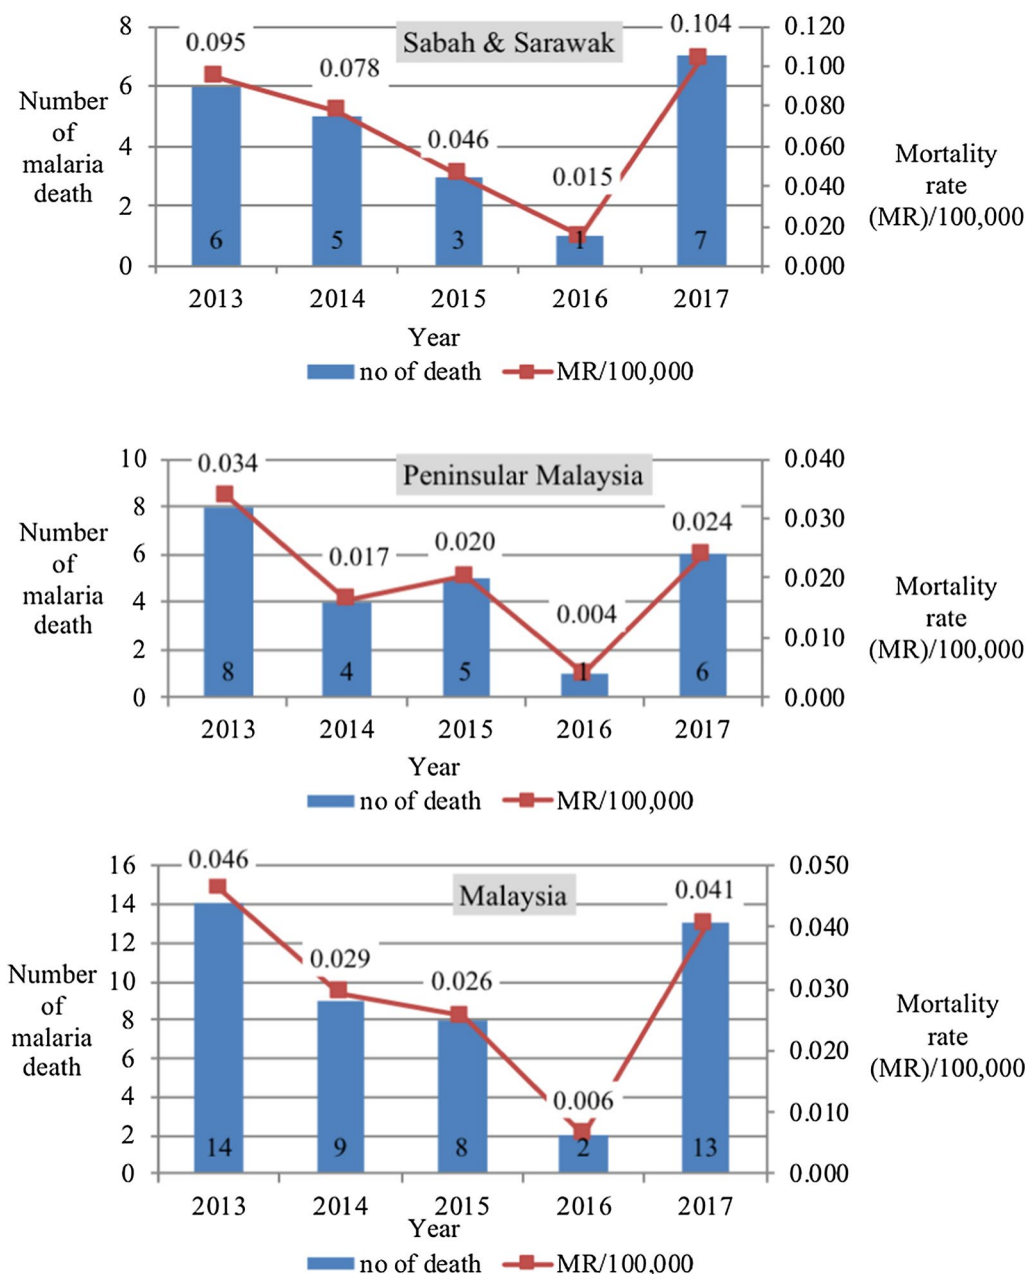 Sabah & Sarawak
8
6
4
2
0
0.120
0.100
0.080
0.060
0.040
0.020
0.000
Number
of
malaria
death
Mortality
rate
(MR)/100,000
0.095
0.078
0.046
0.015
0.104
6
5
3
1
7
2013 2014 2015 2016 2017
Year
no of death MR/100,000
Peninsular Malaysia
10
8
6
4
2
0
0.040
0.030
0.020
0.010
0.000
Number
of
malaria
death
Mortality
rate
(MR)/100,000
0.034
0.017
0.020
0.004
0.024
8
4
5
1
6
2013 2014 2015 2016 2017
Year
no of death MR/100,000
Malaysia
16
14
12
10
8
6
4
2
0
0.050
0.040
0.030
0.020
0.010
0.000
Number
of
malaria
death
Mortality
rate
(MR)/100,000
0.046
0.029
0.026
0.006
0.041
14
9
8
2
13
2013 2014 2015 2016 2017
Year
no of death MR/100,000